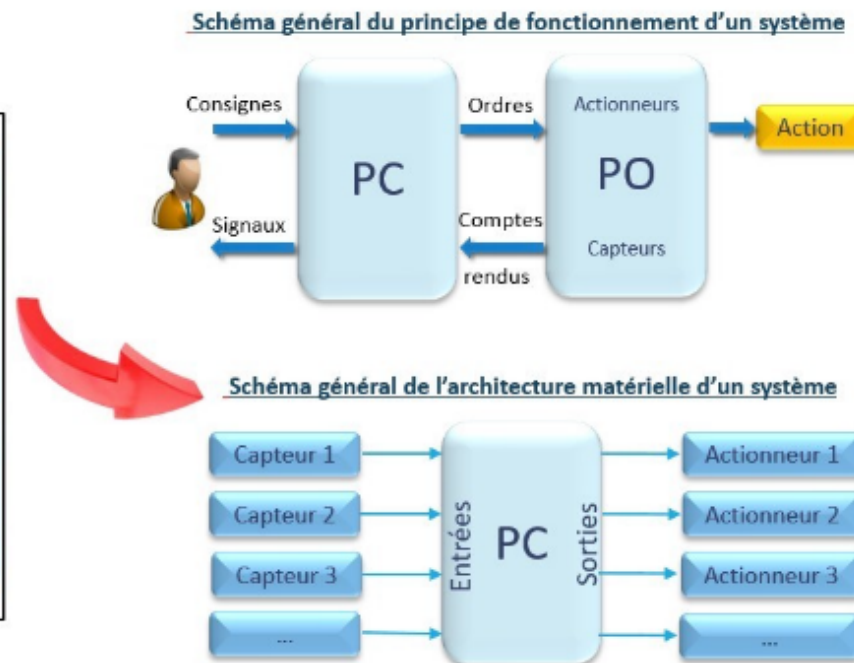 Schéma général du principe de fonctionnement d'un système
Consignes
Ordres
Actionneurs
Action
PC
PO
Signaux
Comptes
rendus
Capteurs
Schéma général de l'architecture matérielle d'un système
Capteur 1
Actionneur 1
Capteur 2
Actionneur 2
Entrées
PC
Sorties
Capteur 3
Actionneur 3
...
...